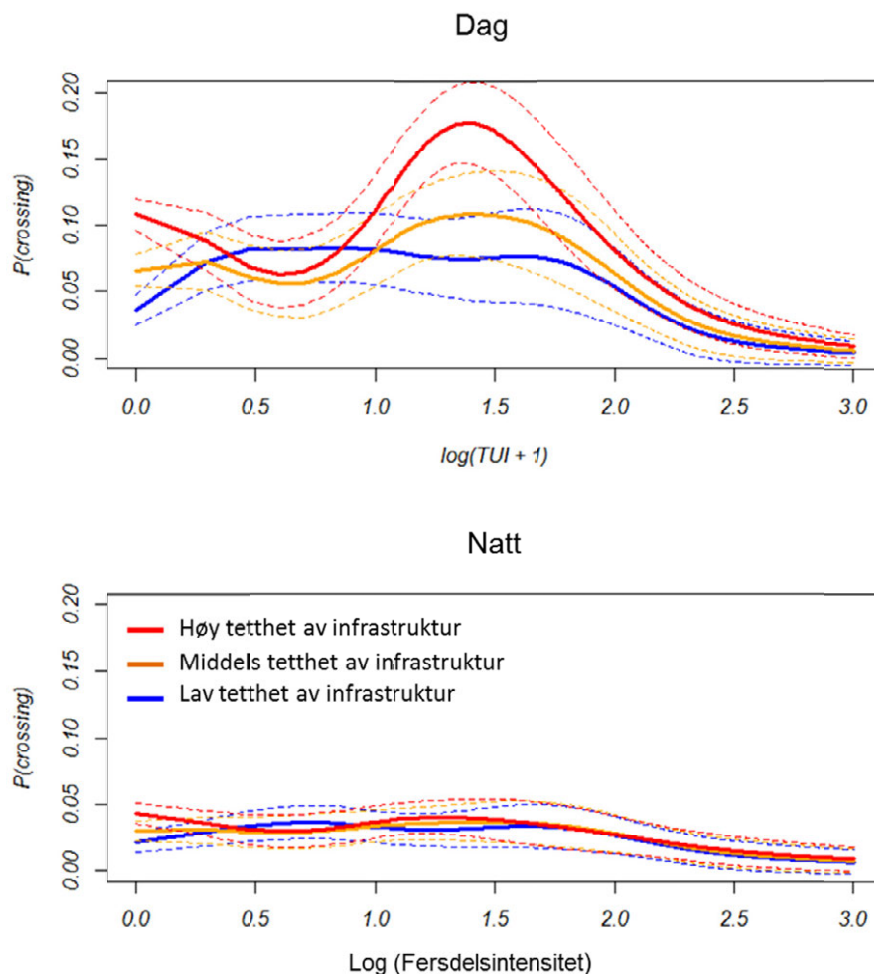 Dag
P(crossing)
0.20
0.15
0.10
0.05
0.00
0.0 0.5 1.0 1.5 2.0 2.5 3.0
log(TUI + 1)
Natt
P(crossing)
0.20
0.15
0.10
0.05
0.00
Høy tetthet av infrastruktur
Middels tetthet av infrastruktur
Lav tetthet av infrastruktur
0.0 0.5 1.0 1.5 2.0 2.5 3.0
Log (Fersdelsintensitet)